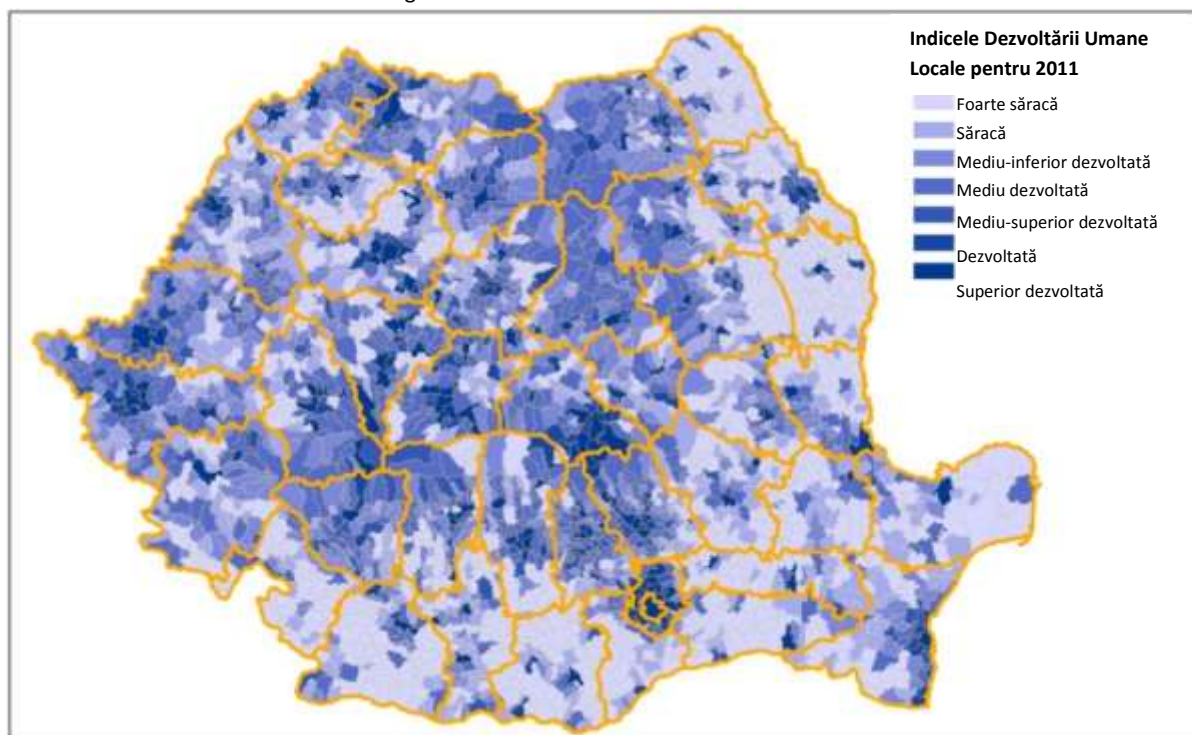 Indicele Dezvoltării Umane
Locale pentru 2011
Foarte săracă
Săracă
Mediu-inferior dezvoltată
Mediu dezvoltată
Mediu-superior dezvoltată
Dezvoltată
Superior dezvoltată